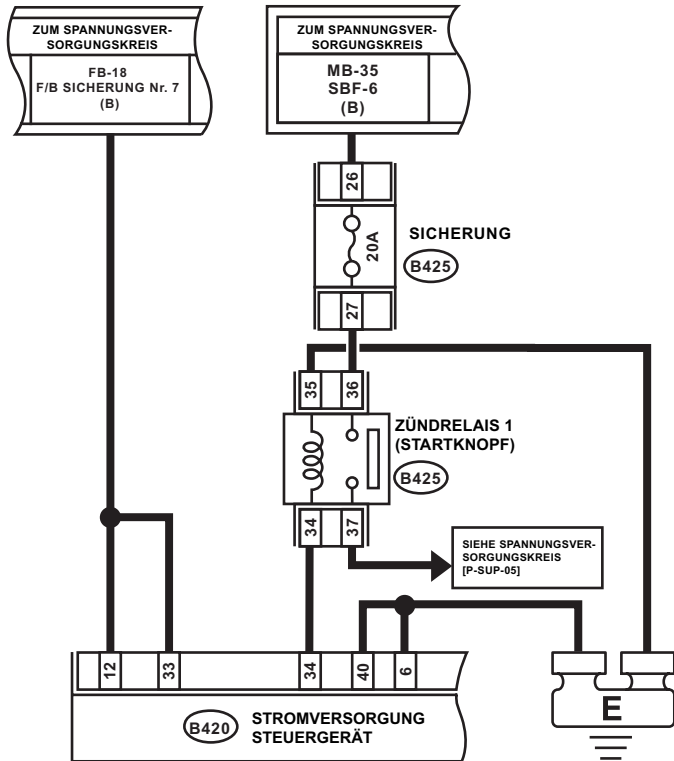 ZUM SPANNUNGSVER-
SORGUNGSKREIS
FB-18
F/B SICHERUNG Nr. 7
(B)
ZUM SPANNUNGSVER-
SORGUNGSKREIS
MB-35
SBF-6
(B)
26
20A
SICHERUNG
B425
27
35
36
ZÜNDRELAIS 1
(STARTKNOPF)
B425
34
37
SIEHE SPANNUNGSVER-
SORGUNGSKREIS
[P-SUP-05]
12
33
34
40
6
B420
STROMVERSORGUNG
STEUERGERÄT
E